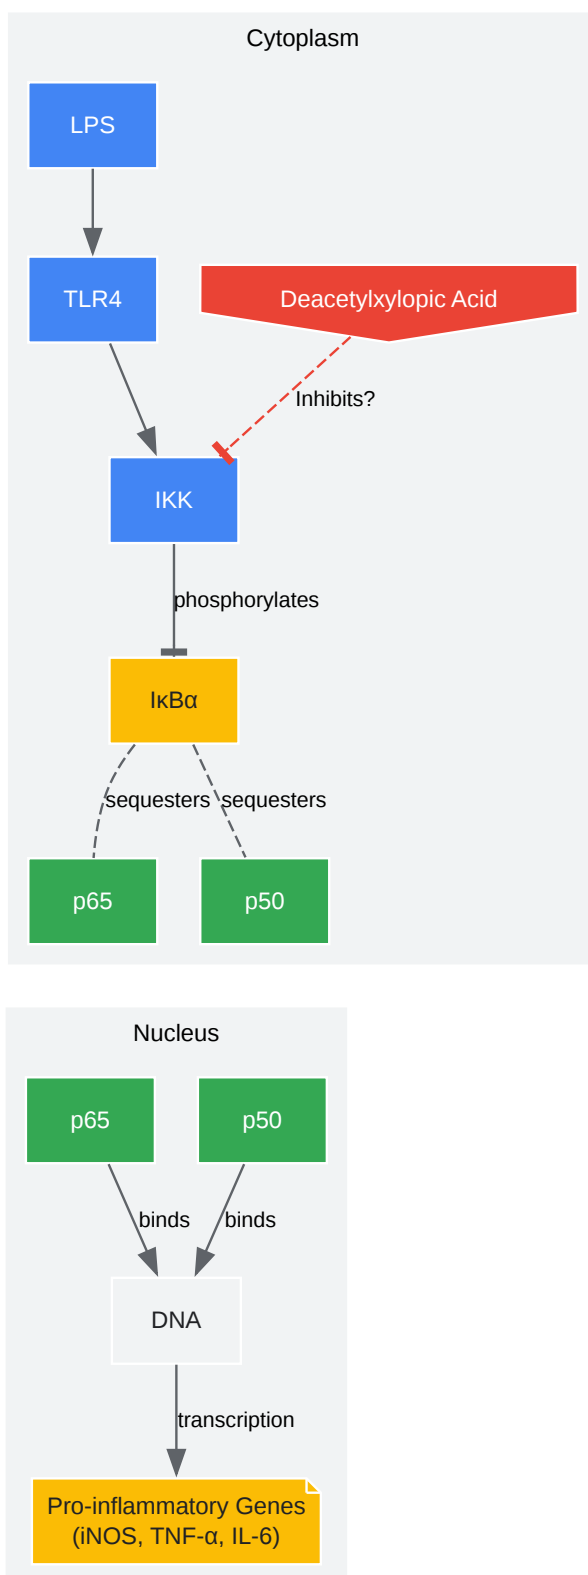 Cytoplasm
LPS
TLR4
Deacetylxylopic Acid
Inhibits?
IKK
phosphorylates
IκBα
sequesters
sequesters
p65
p50
Nucleus
p65
p50
binds
binds
DNA
transcription
Pro-inflammatory Genes
(iNOS, TNF-α, IL-6)